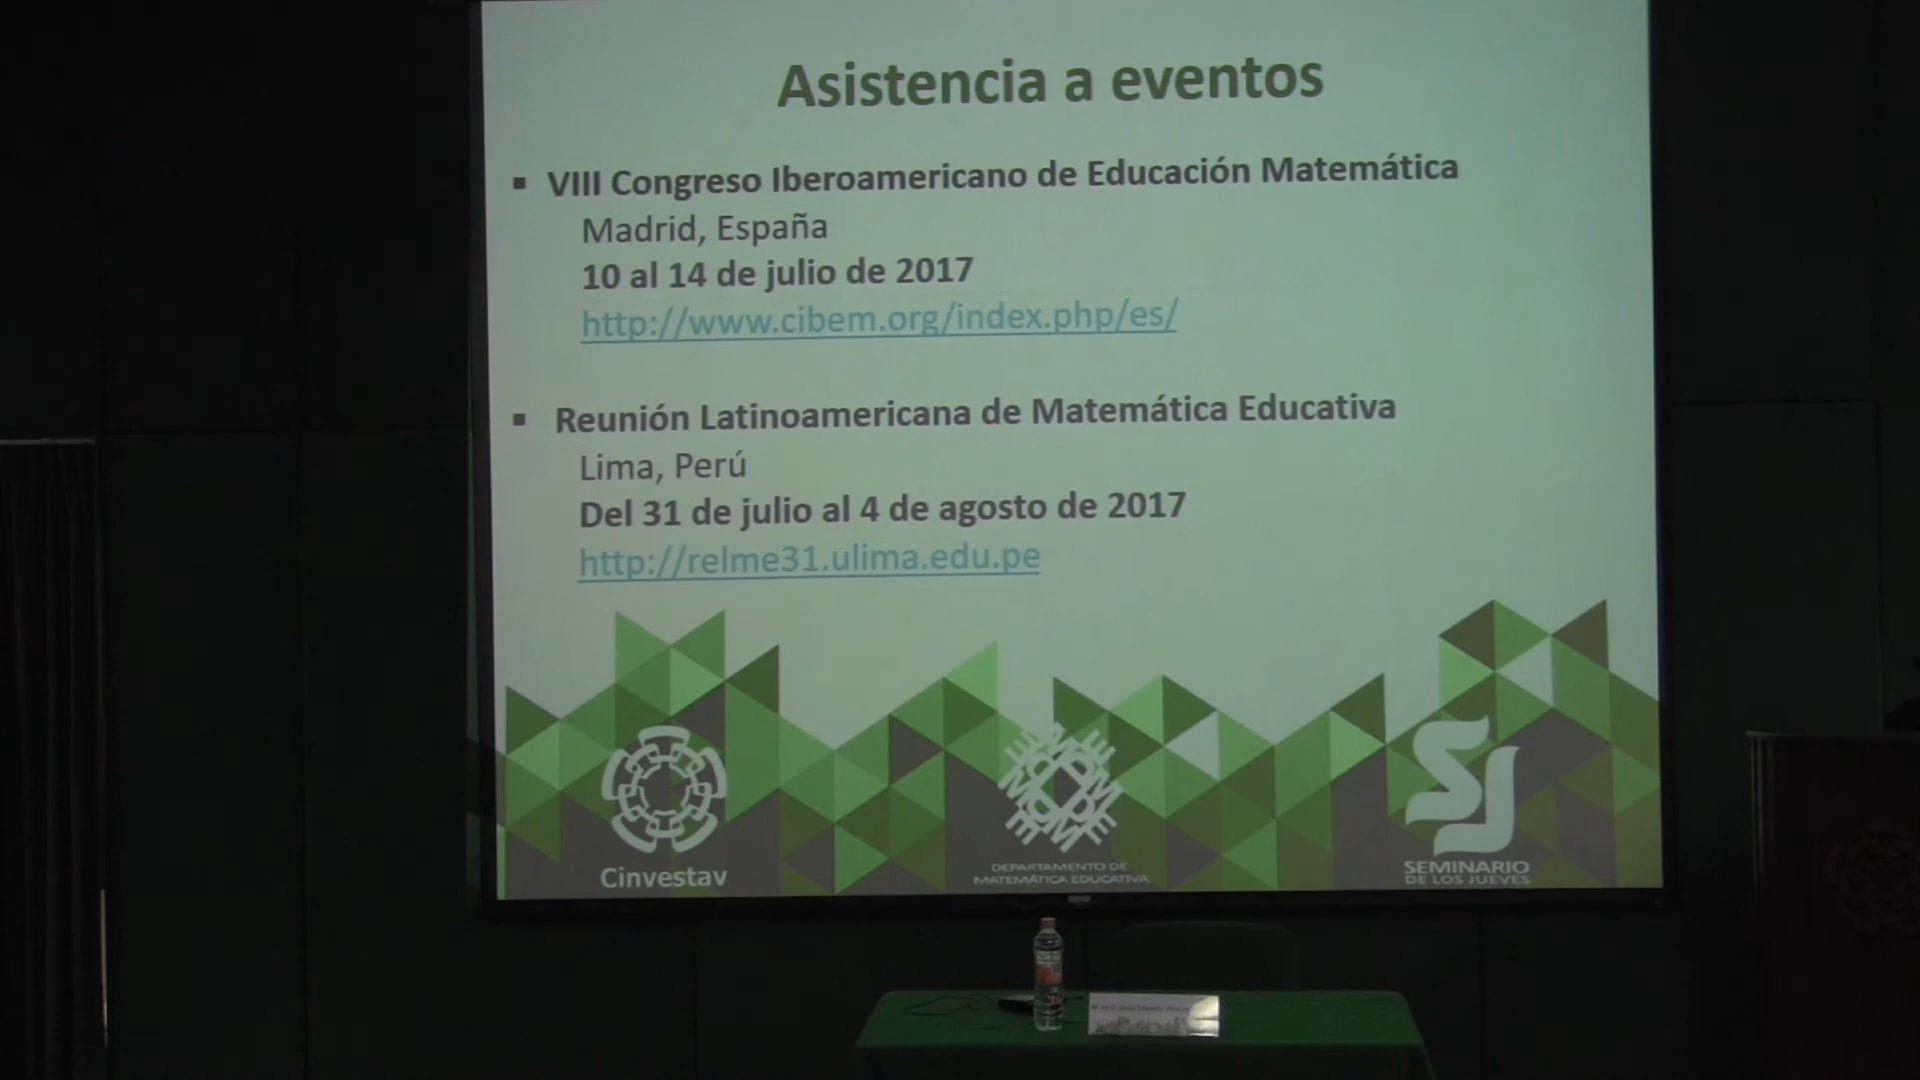 Asistencia a eventos
▪ VIII Congreso Iberoamericano de Educación Matemática
Madrid, España
10 al 14 de julio de 2017
http://www.cibem.org/index.php/es/
▪ Reunión Latinoamericana de Matemática Educativa
Lima, Perú
Del 31 de julio al 4 de agosto de 2017
http://relme31.ulima.edu.pe
Cinvestav
DEPARTAMENTO DE
MATEMÁTICA EDUCATIVA
SEMINARIO
DE LOS JUEVES